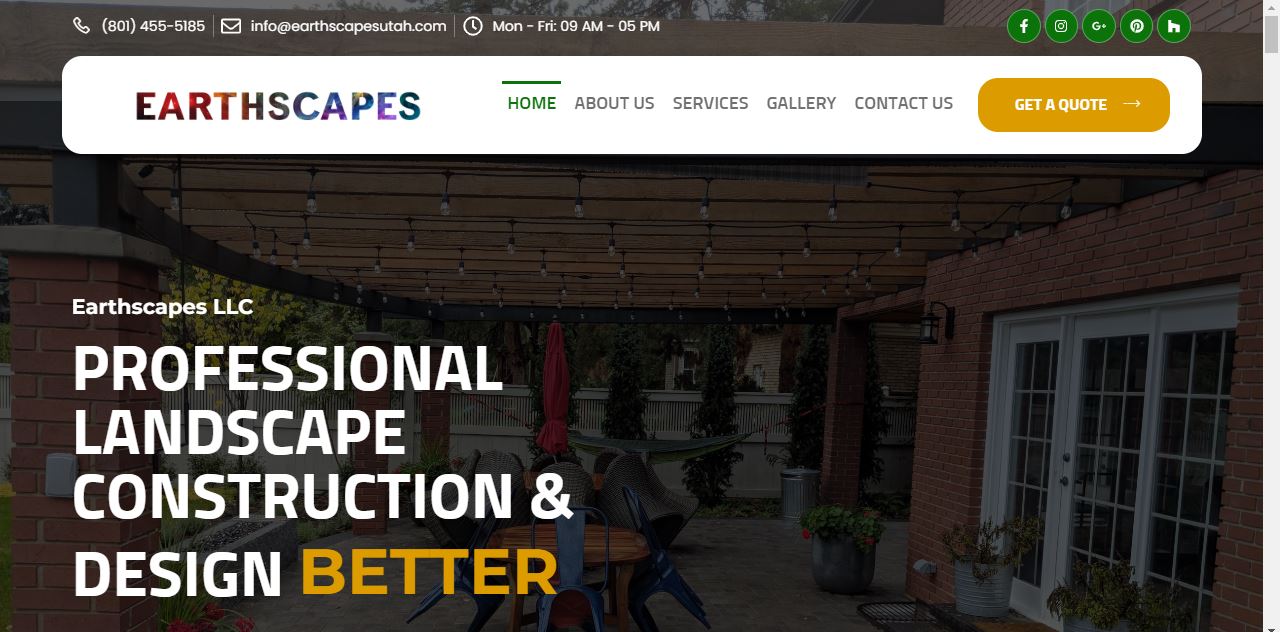 (801) 455-5185 info@earthscapesutah.com Mon - Fri: 09 AM - 05 PM
EARTHSCAPES HOME ABOUT US SERVICES GALLERY CONTACT US GET A QUOTE
Earthscapes LLC
PROFESSIONAL
LANDSCAPE
CONSTRUCTION &
DESIGN BETTER